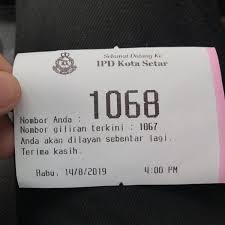 Selamat Datang Ke
IPD Kota Setar
1068
Nombor Anda :
Nombor giliran terkini : 1067
Anda akan dilayan sebentar lagi.
Terima kasih.
Rabu, 14/8/2019 4:00 PM